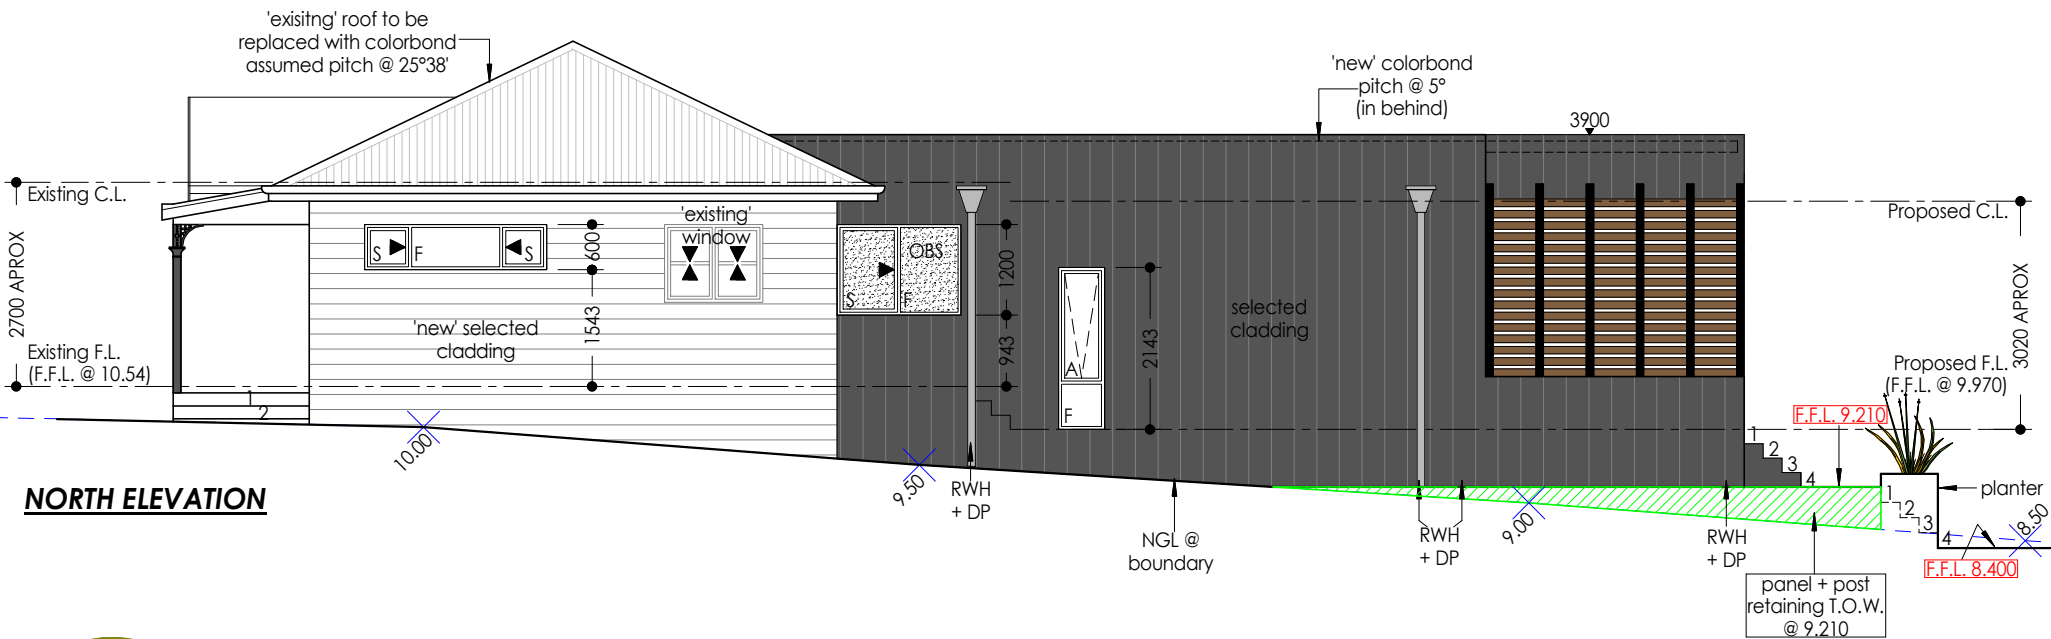 'exisitng' roof to be
replaced with colorbond
assumed pitch @ 25°38'
'new' colorbond
pitch @ 5°
(in behind)
3900
Existing C.L.
Proposed C.L.
2700 APROX
3020 APROX
Existing F.L.
(F.F.L. @ 10.54)
Proposed F.L.
(F.F.L. @ 9.970)
S
F
S
600
1543
'existing'
window
'new' selected
cladding
OBS
S
F
1200
943
A
F
2143
selected
cladding
1
2
10.00
9.50
RWH
+ DP
NGL @
boundary
RWH
+ DP
9.00
RWH
+ DP
1
2
3
4
F.F.L. 9.210
1
2
3
4
planter
8.50
F.F.L. 8.400
panel + post
retaining T.O.W.
@ 9.210
NORTH ELEVATION